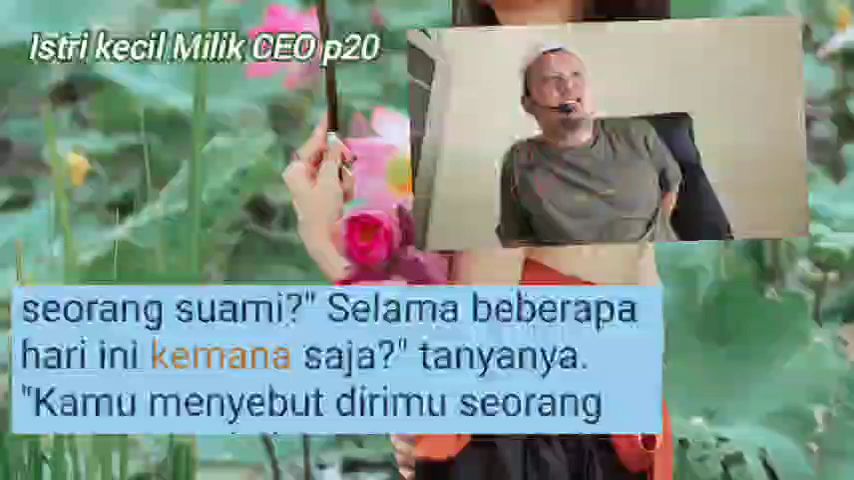 Istri kecil Milik CEO p20
seorang suami?" Selama beberapa
hari ini kemana saja?" tanyanya.
"Kamu menyebut dirimu seorang